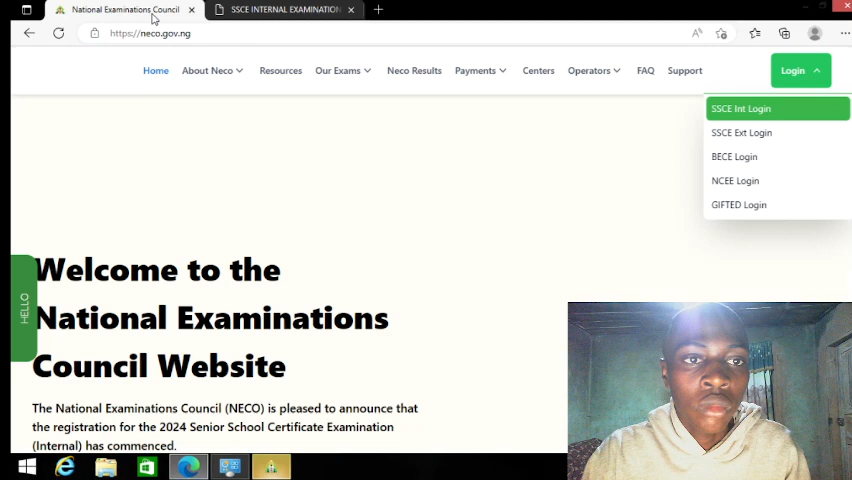 National Examinations Council
SSCE INTERNAL EXAMINATION
https://neco.gov.ng
Home About Neco Resources Our Exams Neco Results Payments Centers Operators FAQ Support Login
SSCE Int Login
SSCE Ext Login
BECE Login
NCEE Login
GIFTED Login
HELLO
Welcome to the
National Examinations
Council Website
The National Examinations Council (NECO) is pleased to announce that
the registration for the 2024 Senior School Certificate Examination
(Internal) has commenced.